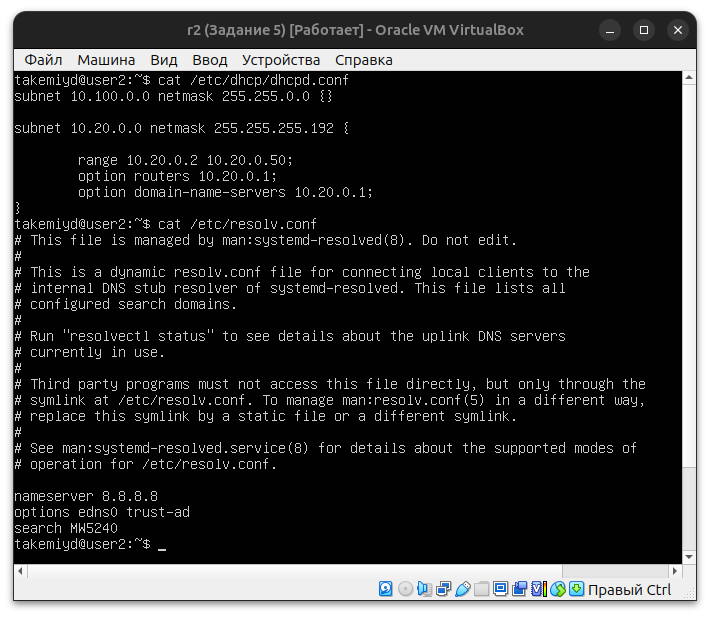 r2 (Задание 5) [Работает] - Oracle VM VirtualBox
Файл Машина Вид Ввод Устройства Справка
takemiyd@user2:~$ cat /etc/dhcp/dhcpd.conf
subnet 10.100.0.0 netmask 255.255.0.0 {}
subnet 10.20.0.0 netmask 255.255.255.192 {
range 10.20.0.2 10.20.0.50;
option routers 10.20.0.1;
option domain-name-servers 10.20.0.1;
}
takemiyd@user2:~$ cat /etc/resolv.conf
# This file is managed by man:systemd-resolved(8). Do not edit.
#
# This is a dynamic resolv.conf file for connecting local clients to the
# internal DNS stub resolver of systemd-resolved. This file lists all
# configured search domains.
#
# Run "resolvectl status" to see details about the uplink DNS servers
# currently in use.
#
# Third party programs must not access this file directly, but only through the
# symlink at /etc/resolv.conf. To manage man:resolv.conf(5) in a different way,
# replace this symlink by a static file or a different symlink.
#
# See man:systemd-resolved.service(8) for details about the supported modes of
# operation for /etc/resolv.conf.
nameserver 8.8.8.8
options edns0 trust-ad
search MW5240
takemiyd@user2:~$ _
Правый Ctrl